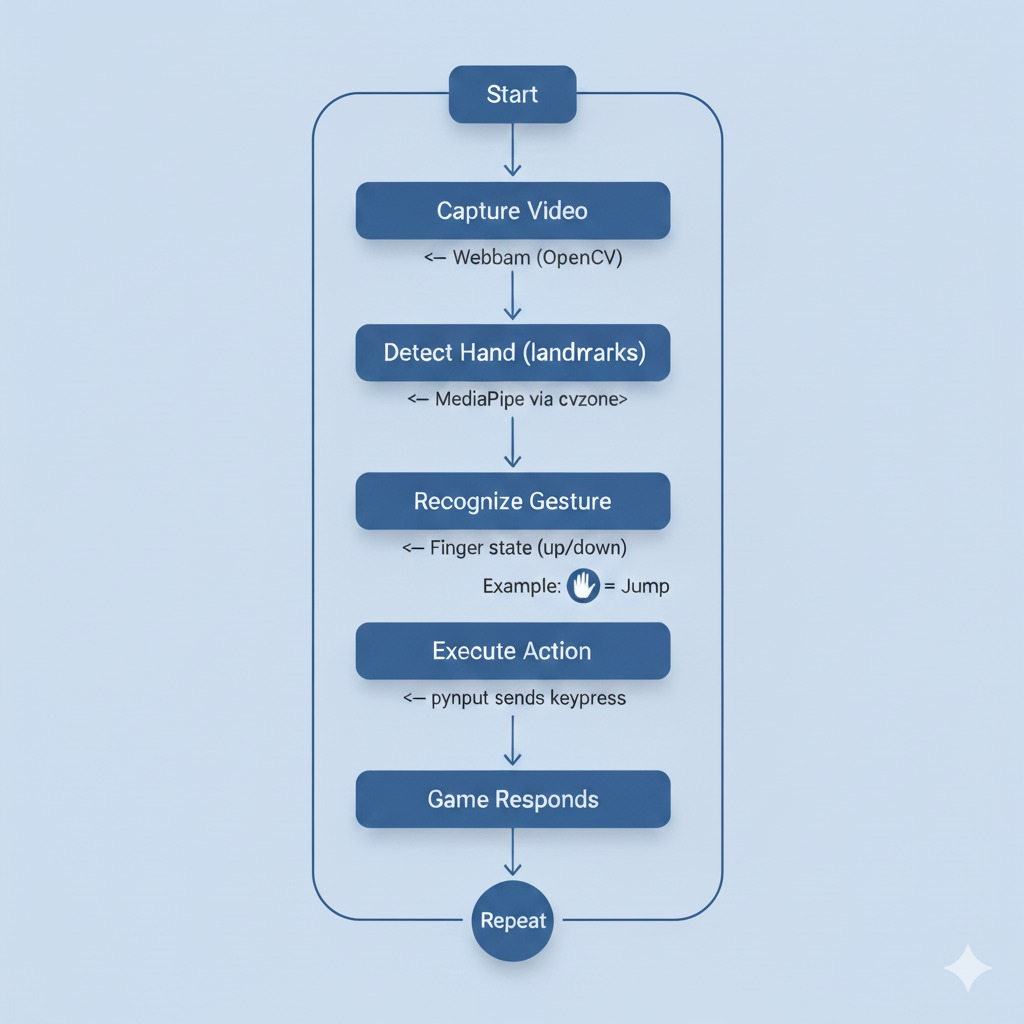 Start
Capture Video
<– Webbam (OpenCV)
Detect Hand (landmarks)
<– MediaPipe via cvzone>
Recognize Gesture
<– Finger state (up/down)
Example: = Jump
Execute Action
<– pynput sends keypress
Game Responds
Repeat